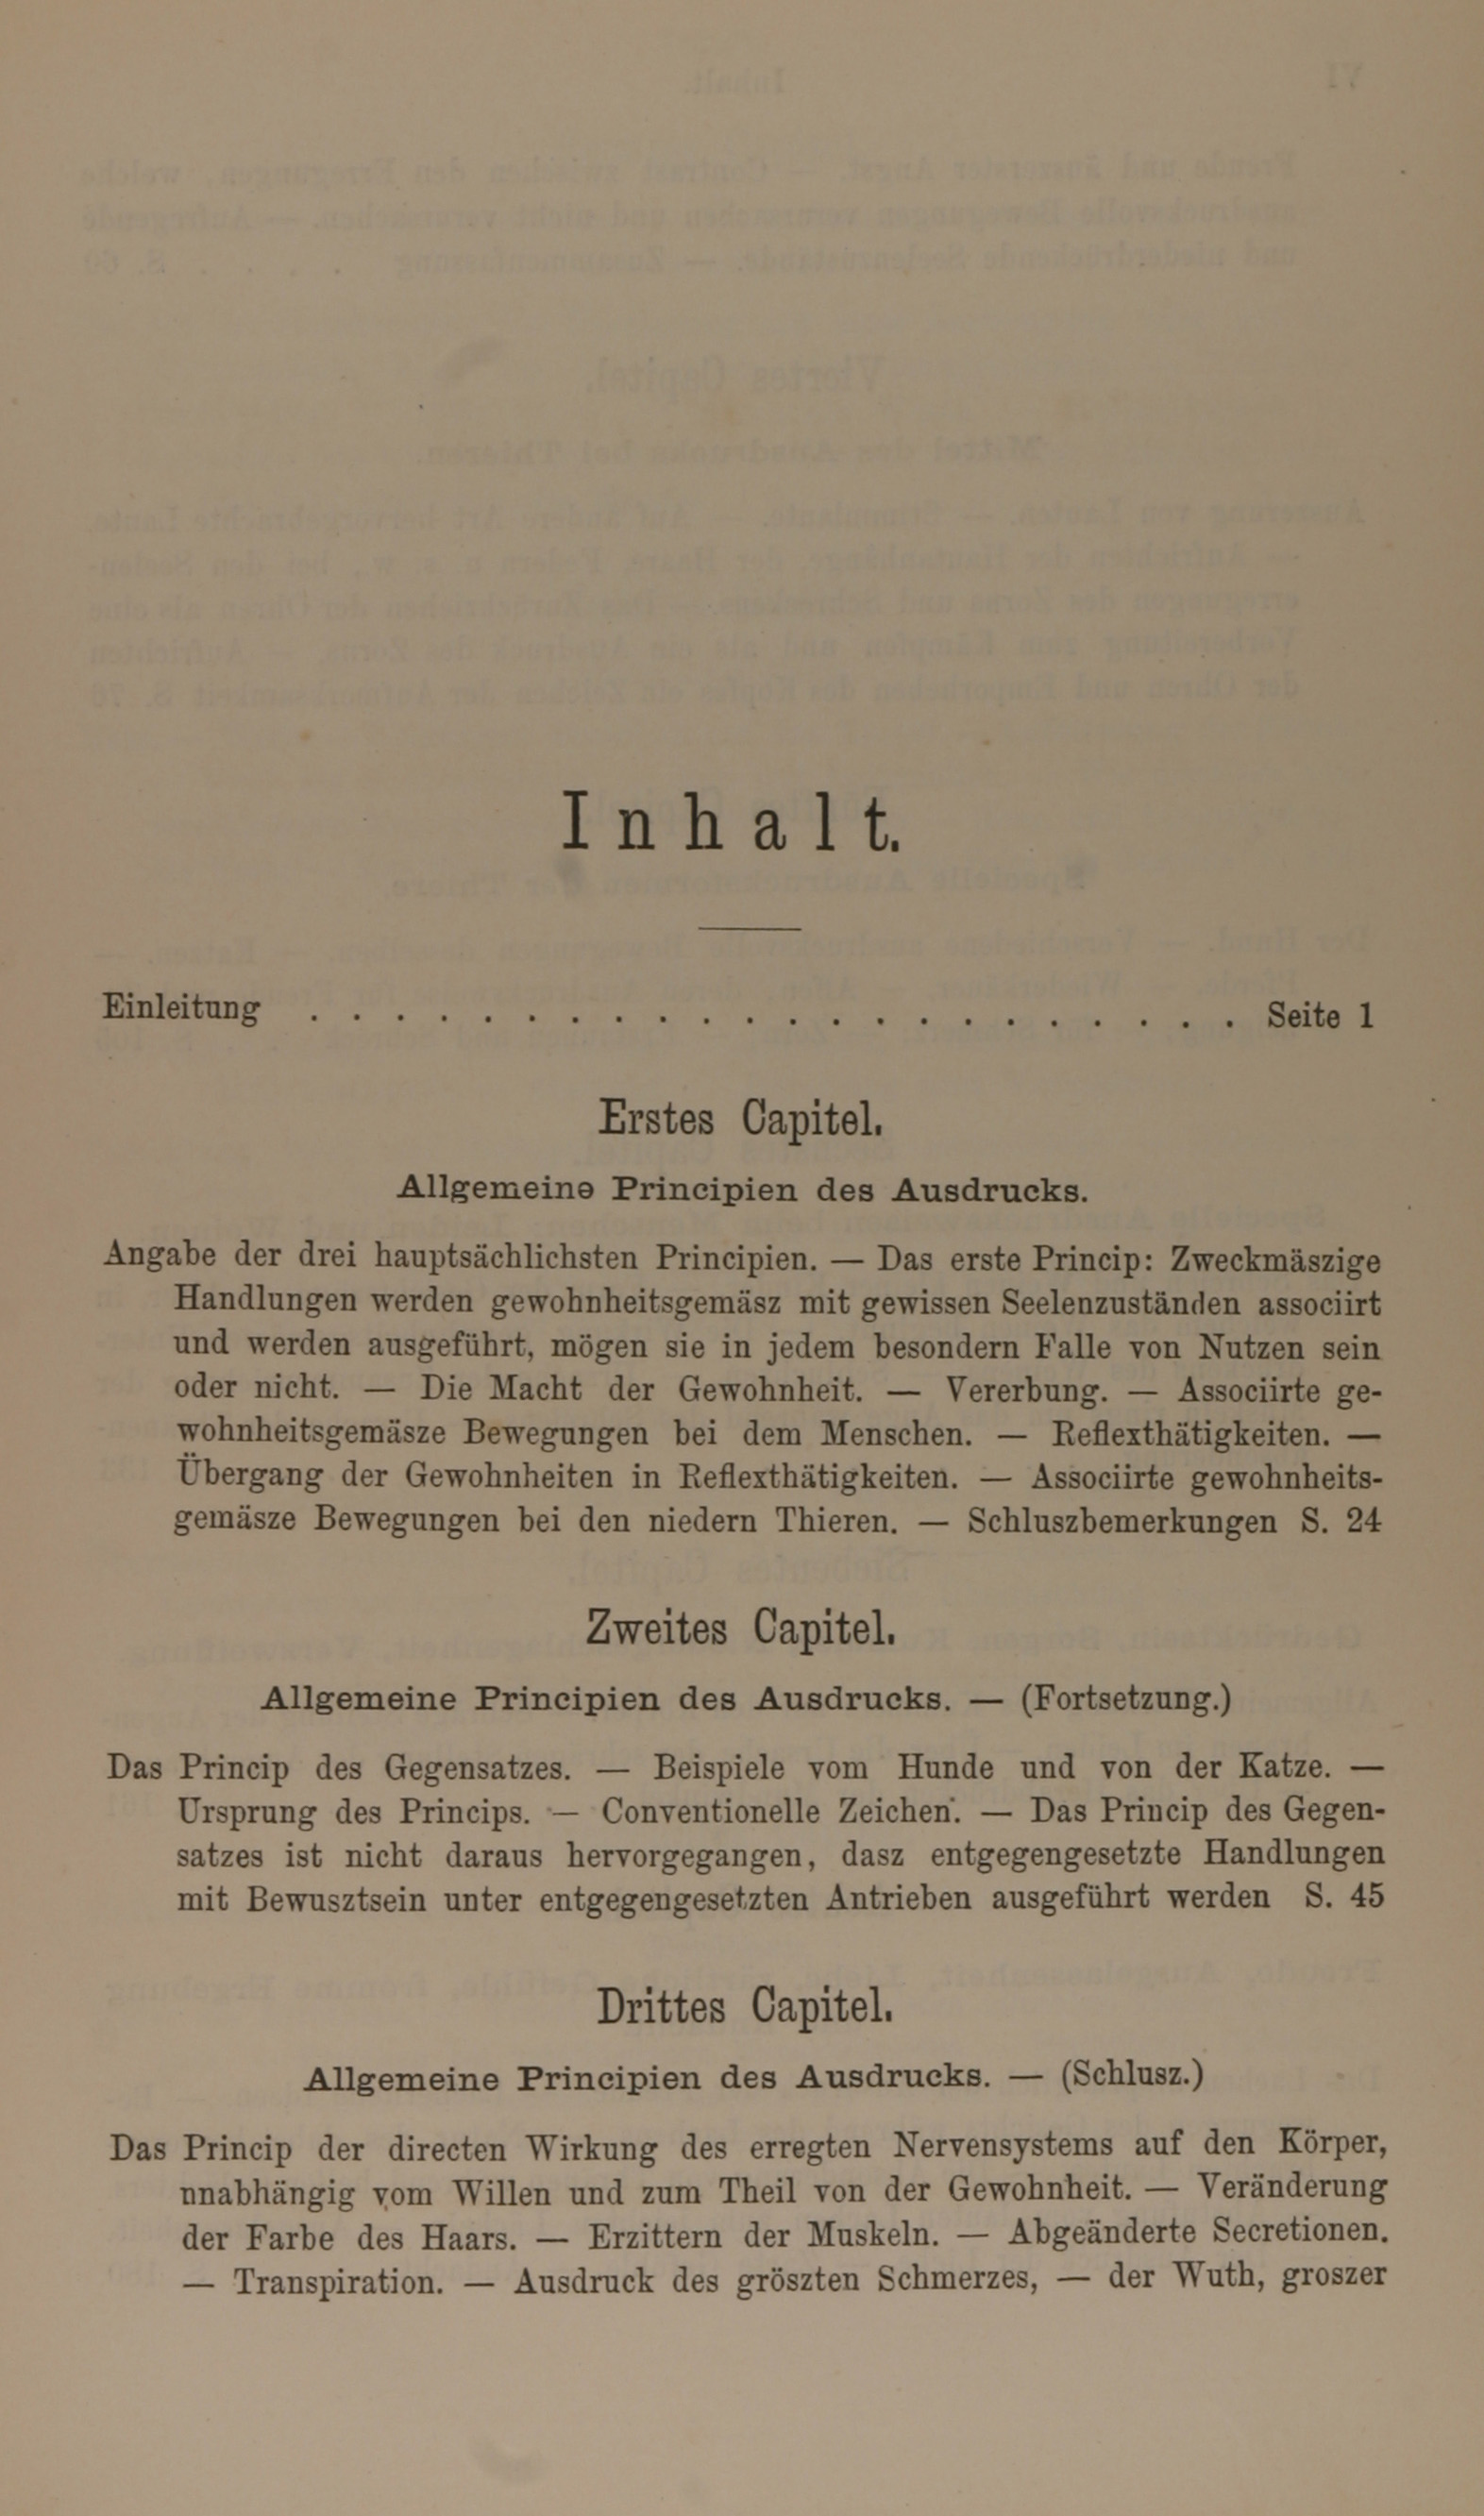 Inhalt.
Einleitung . . . . . . . . . . . . . . . . . . . . . . Seite 1
Erstes Capitel.
Allgemeine Principien des Ausdrucks.
Angabe der drei hauptsächlichsten Principien. — Das erste Princip: Zweckmäszige
Handlungen werden gewohnheitsgemäsz mit gewissen Seelenzuständen associirt
und werden ausgeführt, mögen sie in jedem besondern Falle von Nutzen sein
oder nicht. — Die Macht der Gewohnheit. — Vererbung. — Associirte ge-
wohnheitsgemäsze Bewegungen bei dem Menschen. — Reflexthätigkeiten. —
Übergang der Gewohnheiten in Reflexthätigkeiten. — Associirte gewohnheits-
gemäsze Bewegungen bei den niedern Thieren. — Schluszbemerkungen S. 24
Zweites Capitel.
Allgemeine Principien des Ausdrucks. — (Fortsetzung.)
Das Princip des Gegensatzes. — Beispiele vom Hunde und von der Katze. —
Ursprung des Princips. — Conventionelle Zeichen. — Das Princip des Gegen-
satzes ist nicht daraus hervorgegangen, dasz entgegengesetzte Handlungen
mit Bewusztsein unter entgegengesetzten Antrieben ausgeführt werden S. 45
Drittes Capitel.
Allgemeine Principien des Ausdrucks. — (Schlusz.)
Das Princip der directen Wirkung des erregten Nervensystems auf den Körper,
unabhängig vom Willen und zum Theil von der Gewohnheit. — Veränderung
der Farbe des Haars. — Erzittern der Muskeln. — Abgeänderte Secretionen.
— Transpiration. — Ausdruck des gröszten Schmerzes, — der Wuth, groszer